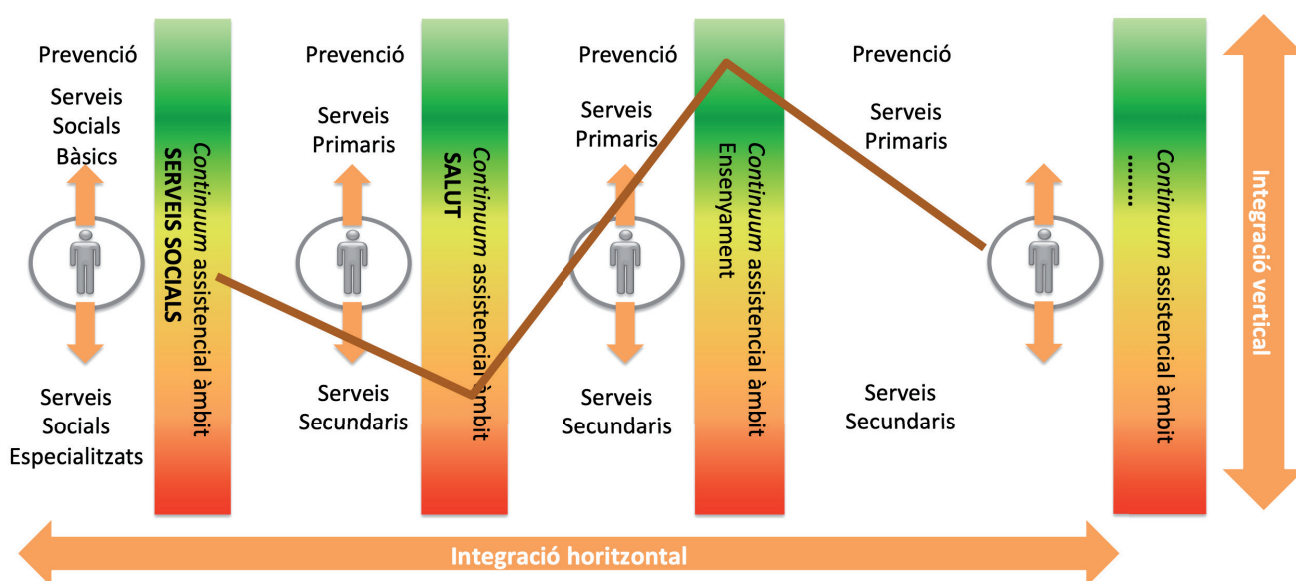 Prevenció
Serveis
Socials
Bàsics
Serveis
Socials
Especialitzats
Continuum assistencial àmbit
SERVEIS SOCIALS
Prevenció
Serveis
Primaris
Serveis
Secundaris
Continuum assistencial àmbit
SALUT
Prevenció
Serveis
Primaris
Serveis
Secundaris
Continuum assistencial àmbit
Ensenyament
Prevenció
Serveis
Primaris
Serveis
Secundaris
Continuum assistencial àmbit
........
Integració vertical
Integració horitzontal